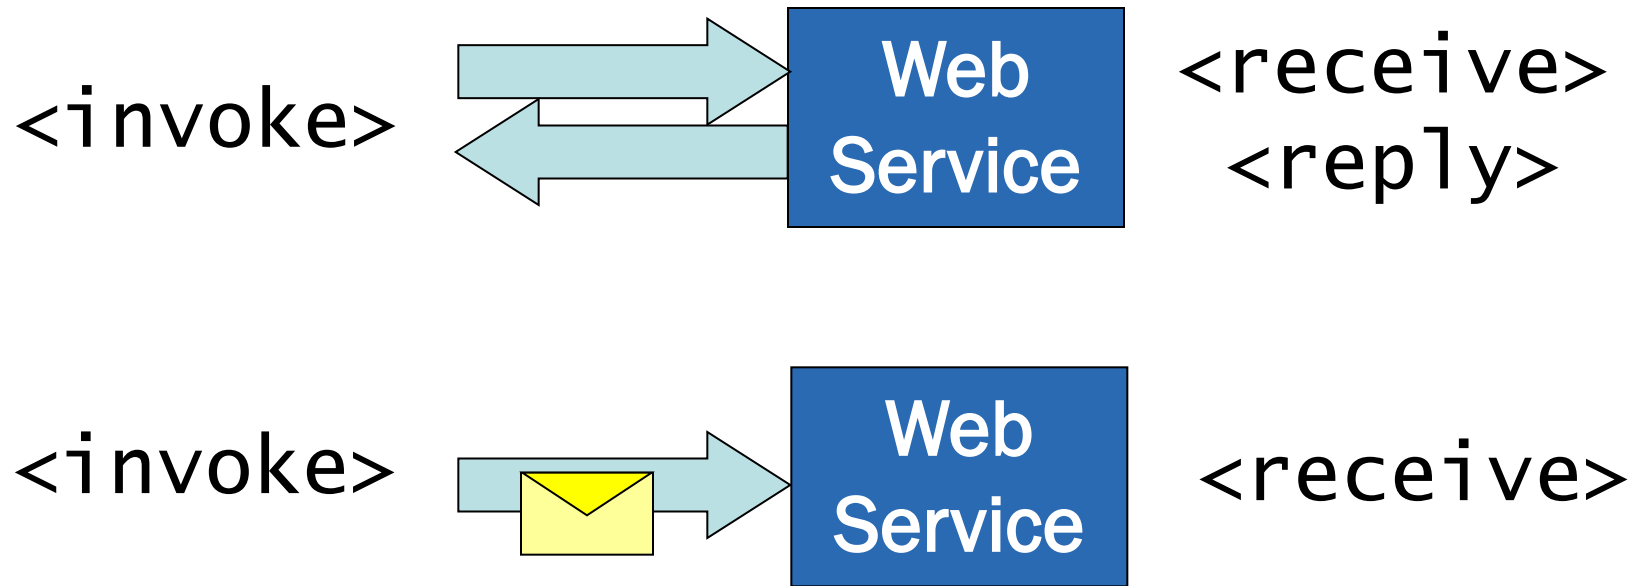 <invoke>
Web
Service
<receive>
<reply>
<invoke>
Web
Service
<receive>